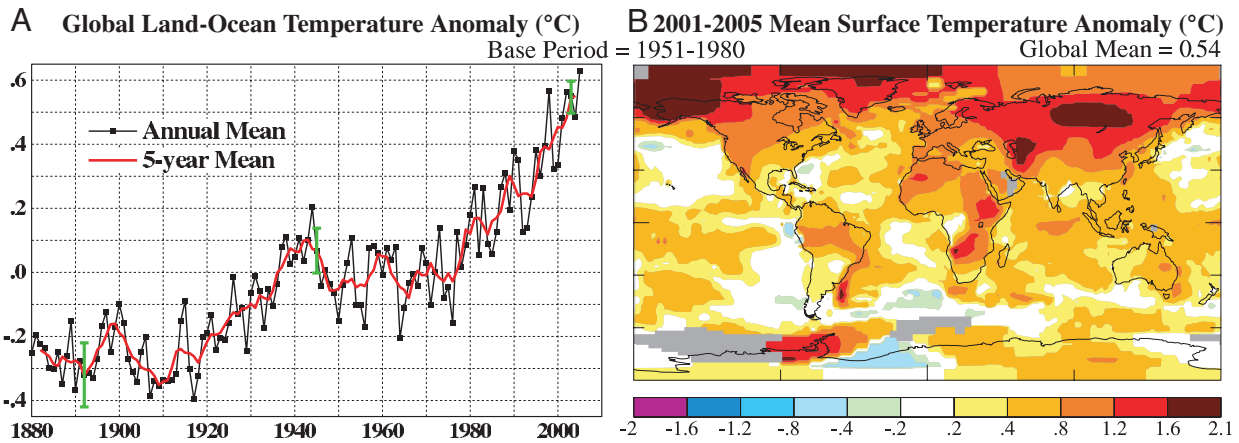 A Global Land-Ocean Temperature Anomaly (°C)
B 2001-2005 Mean Surface Temperature Anomaly (°C)
Base Period = 1951-1980
Global Mean = 0.54
.6
.4
.2
.0
-.2
-.4
Annual Mean
5-year Mean
1880 1900 1920 1940 1960 1980 2000
-2 -1.6 -1.2 -.8 -.4 -.2 .2 .4 .8 1.2 1.6 2.1